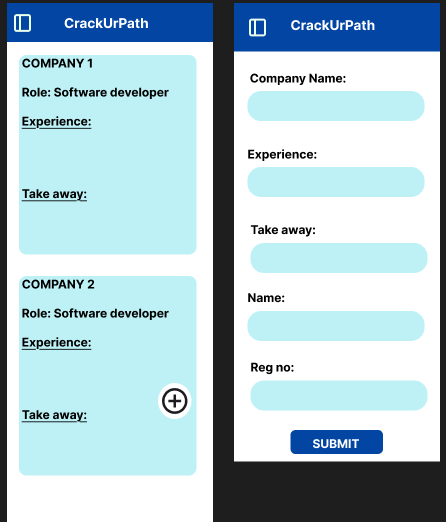 CrackUrPath
COMPANY 1
Role: Software developer
Experience:
Take away:
COMPANY 2
Role: Software developer
Experience:
Take away:
CrackUrPath
Company Name:
Experience:
Take away:
Name:
Reg no:
SUBMIT